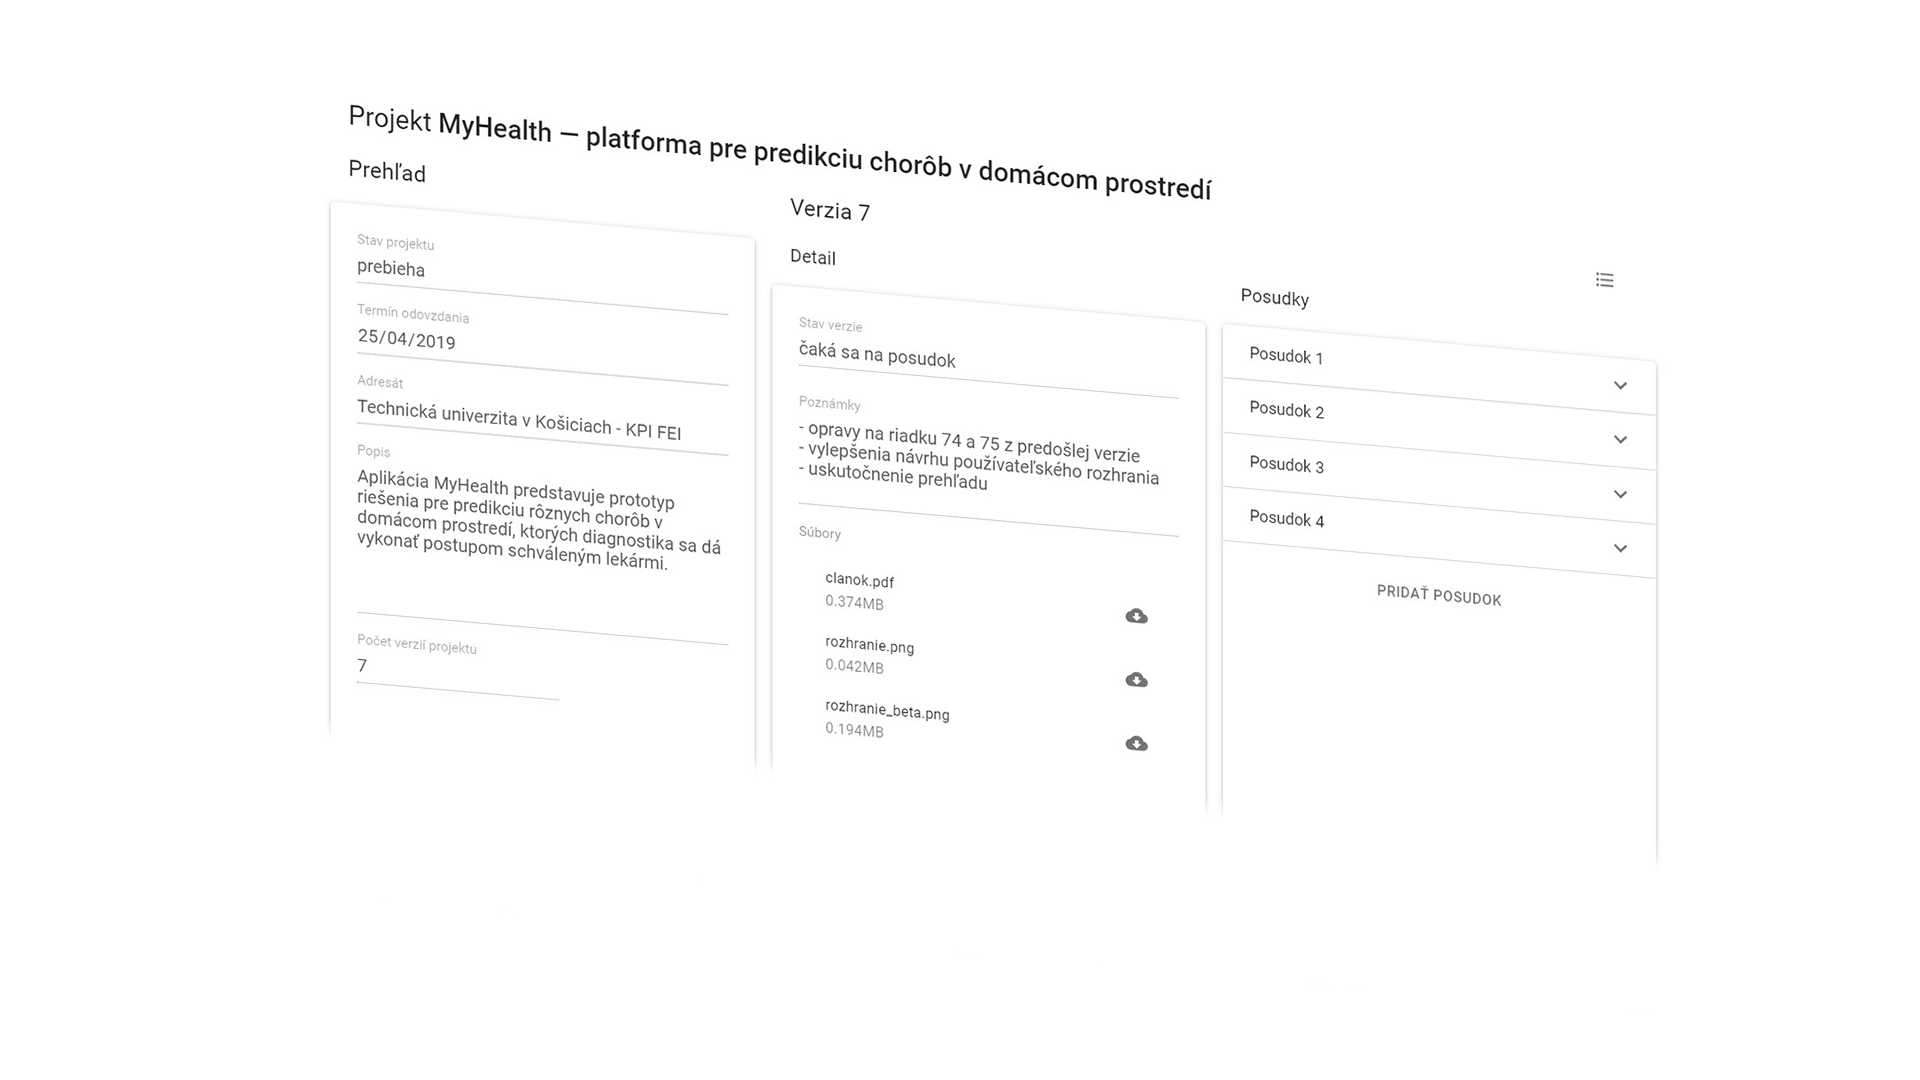 Projekt MyHealth — platforma pre predikciu chorôb v domácom prostredí
Prehľad
Stav projektu
prebieha
Termín odovzdania
25/04/2019
Adresát
Technická univerzita v Košiciach - KPI FEI
Popis
Aplikácia MyHealth predstavuje prototyp
riešenia pre predikciu rôznych chorôb v
domácom prostredí, ktorých diagnostika sa dá
vykonať postupom schváleným lekármi.
Počet verzií projektu
7
Verzia 7
Detail
Stav verzie
čaká sa na posudok
Poznámky
- opravy na riadku 74 a 75 z predošlej verzie
- vylepšenia návrhu používateľského rozhrania
- uskutočnenie prehľadu
Súbory
clanok.pdf
0.374MB
rozhranie.png
0.042MB
rozhranie_beta.png
0.194MB
Posudky
Posudok 1
Posudok 2
Posudok 3
Posudok 4
PRIDAŤ POSUDOK